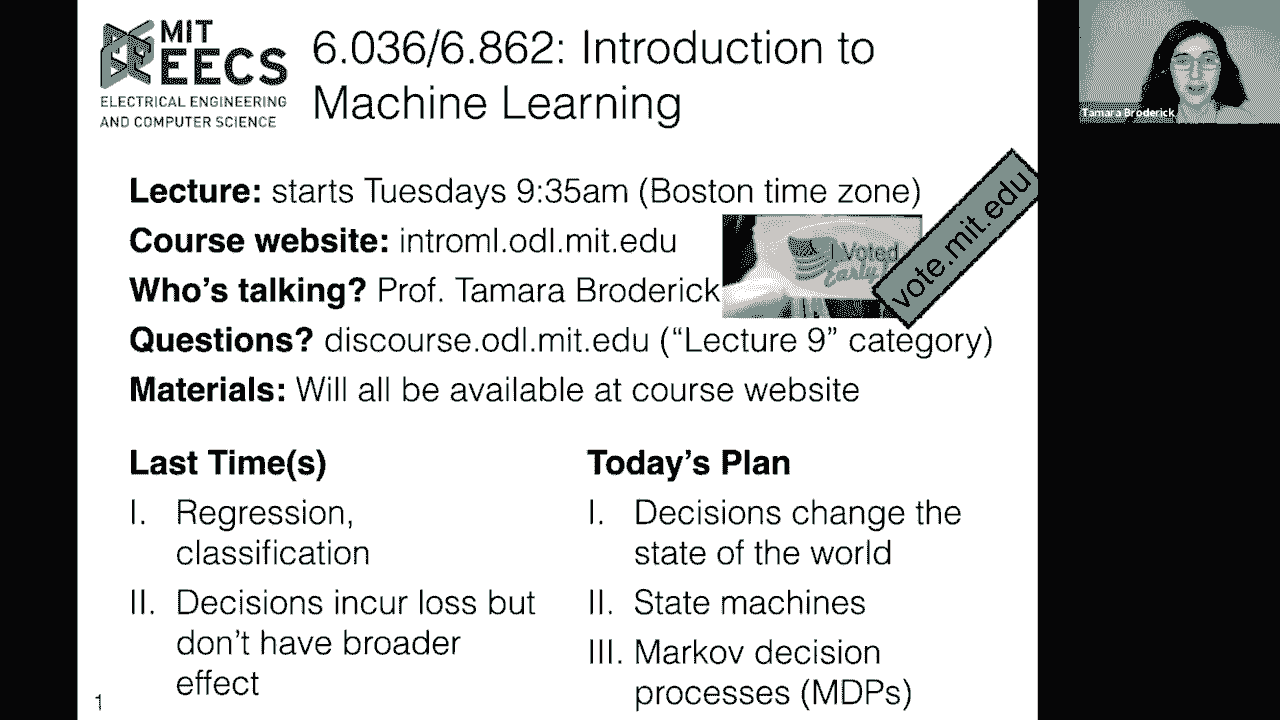 MIT
EECS
ELECTRICAL ENGINEERING
AND COMPUTER SCIENCE
6.036/6.862: Introduction to
Machine Learning
Tamara Broderick
Lecture: starts Tuesdays 9:35am (Boston time zone)
Course website: introml.odl.mit.edu
I Voted
Early!
vote.mit.edu
Who's talking? Prof. Tamara Broderick
Questions? discourse.odl.mit.edu ("Lecture 9" category)
Materials: Will all be available at course website
Last Time(s)
I. Regression,
classification
II. Decisions incur loss but
don't have broader
effect
Today's Plan
I. Decisions change the
state of the world
II. State machines
III. Markov decision
processes (MDPs)
1